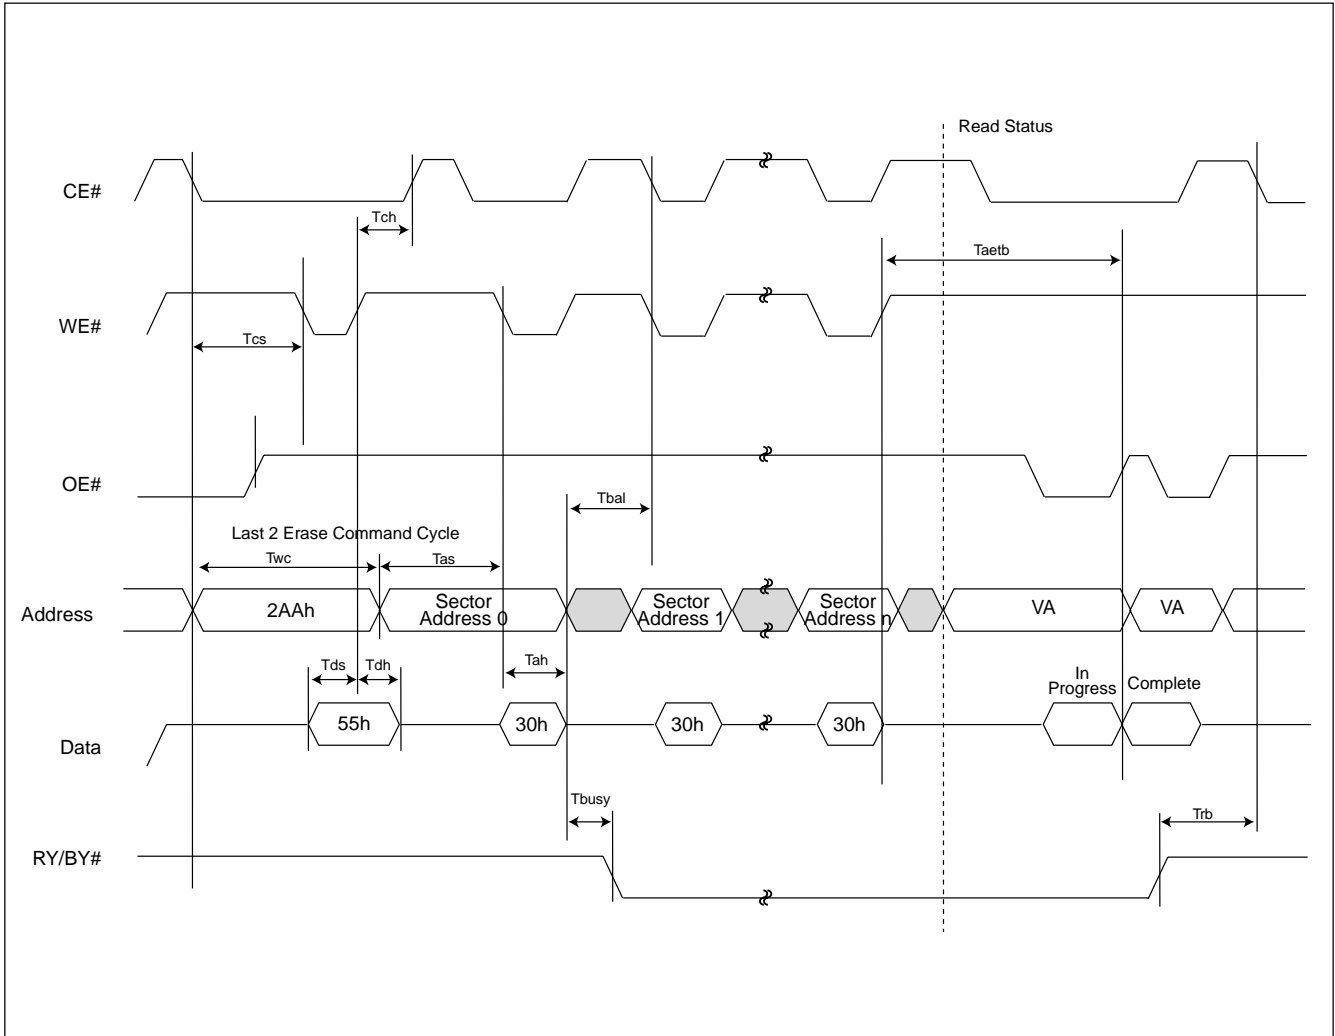 Read Status
CE#
Tch
Taetb
WE#
Tcs
OE#
Tbal
Last 2 Erase Command Cycle
Twc
Tas
Address
2AAh
Sector
Address 0
Sector
Address 1
Sector
Address n
VA
VA
Tds
Tdh
Tah
In
Progress
Complete
Data
55h
30h
30h
30h
Tbusy
Trb
RY/BY#